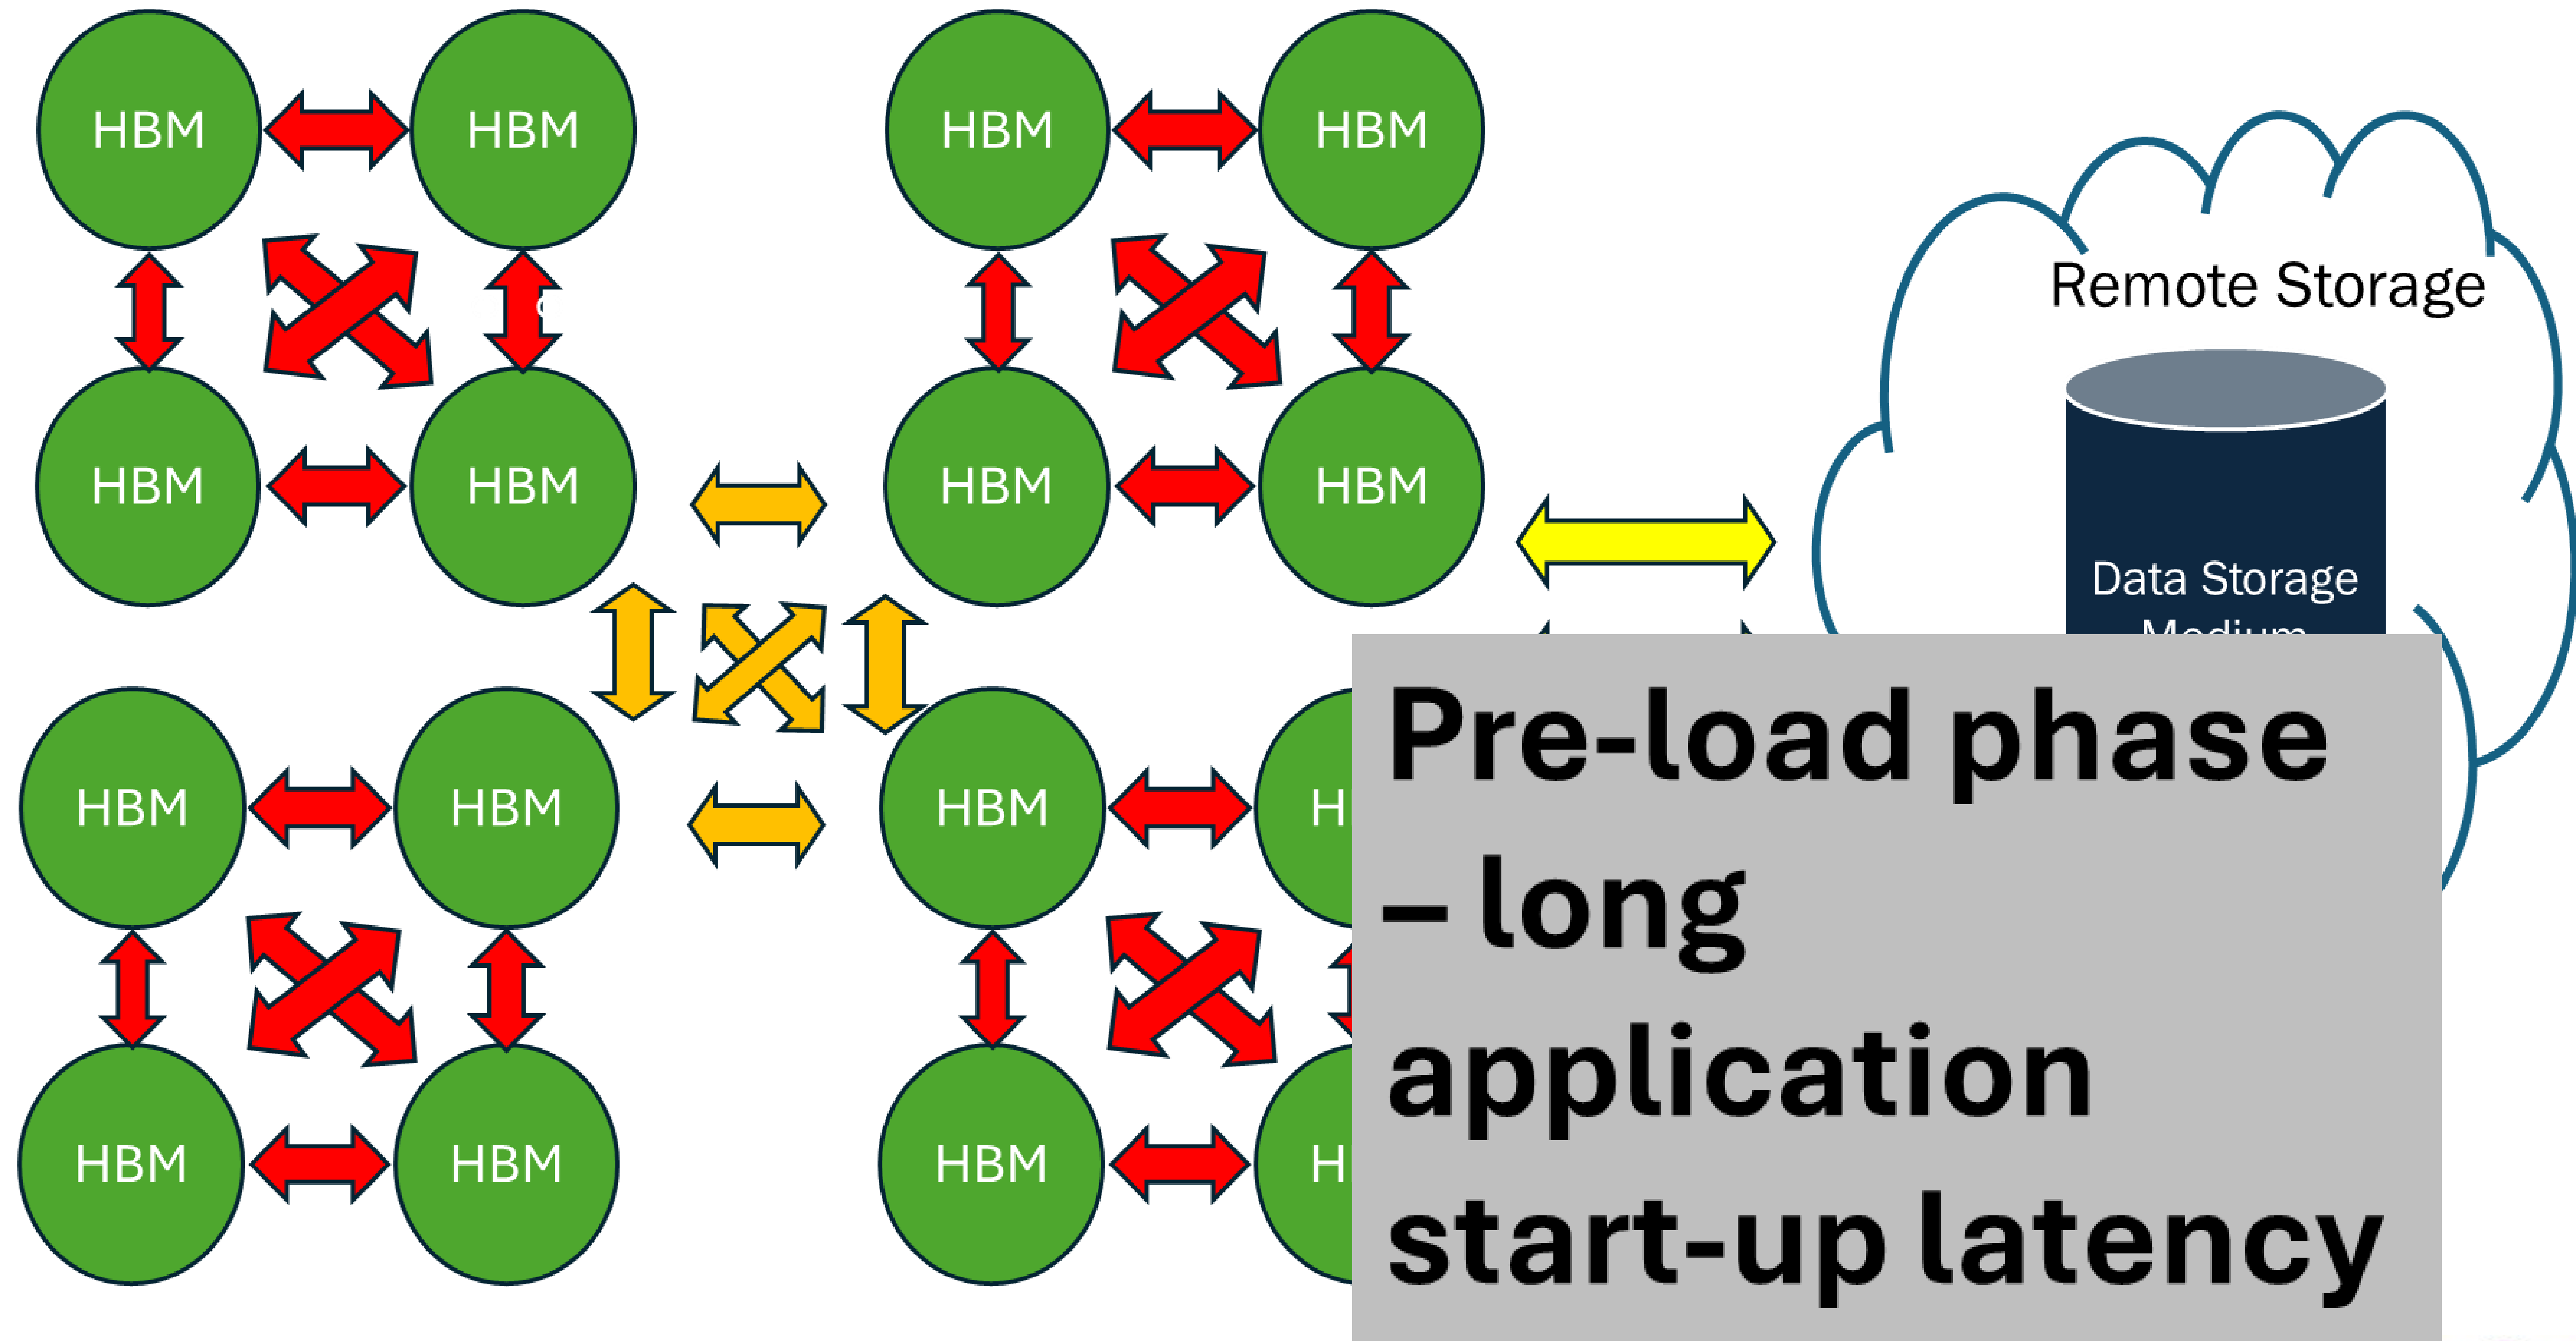 HBM HBM HBM HBM
Remote Storage
HBM HBM HBM HBM
Data Storage
Medium
HBM HBM HBM H
HBM HBM HBM H
Pre-load phase
– long
application
start-up latency